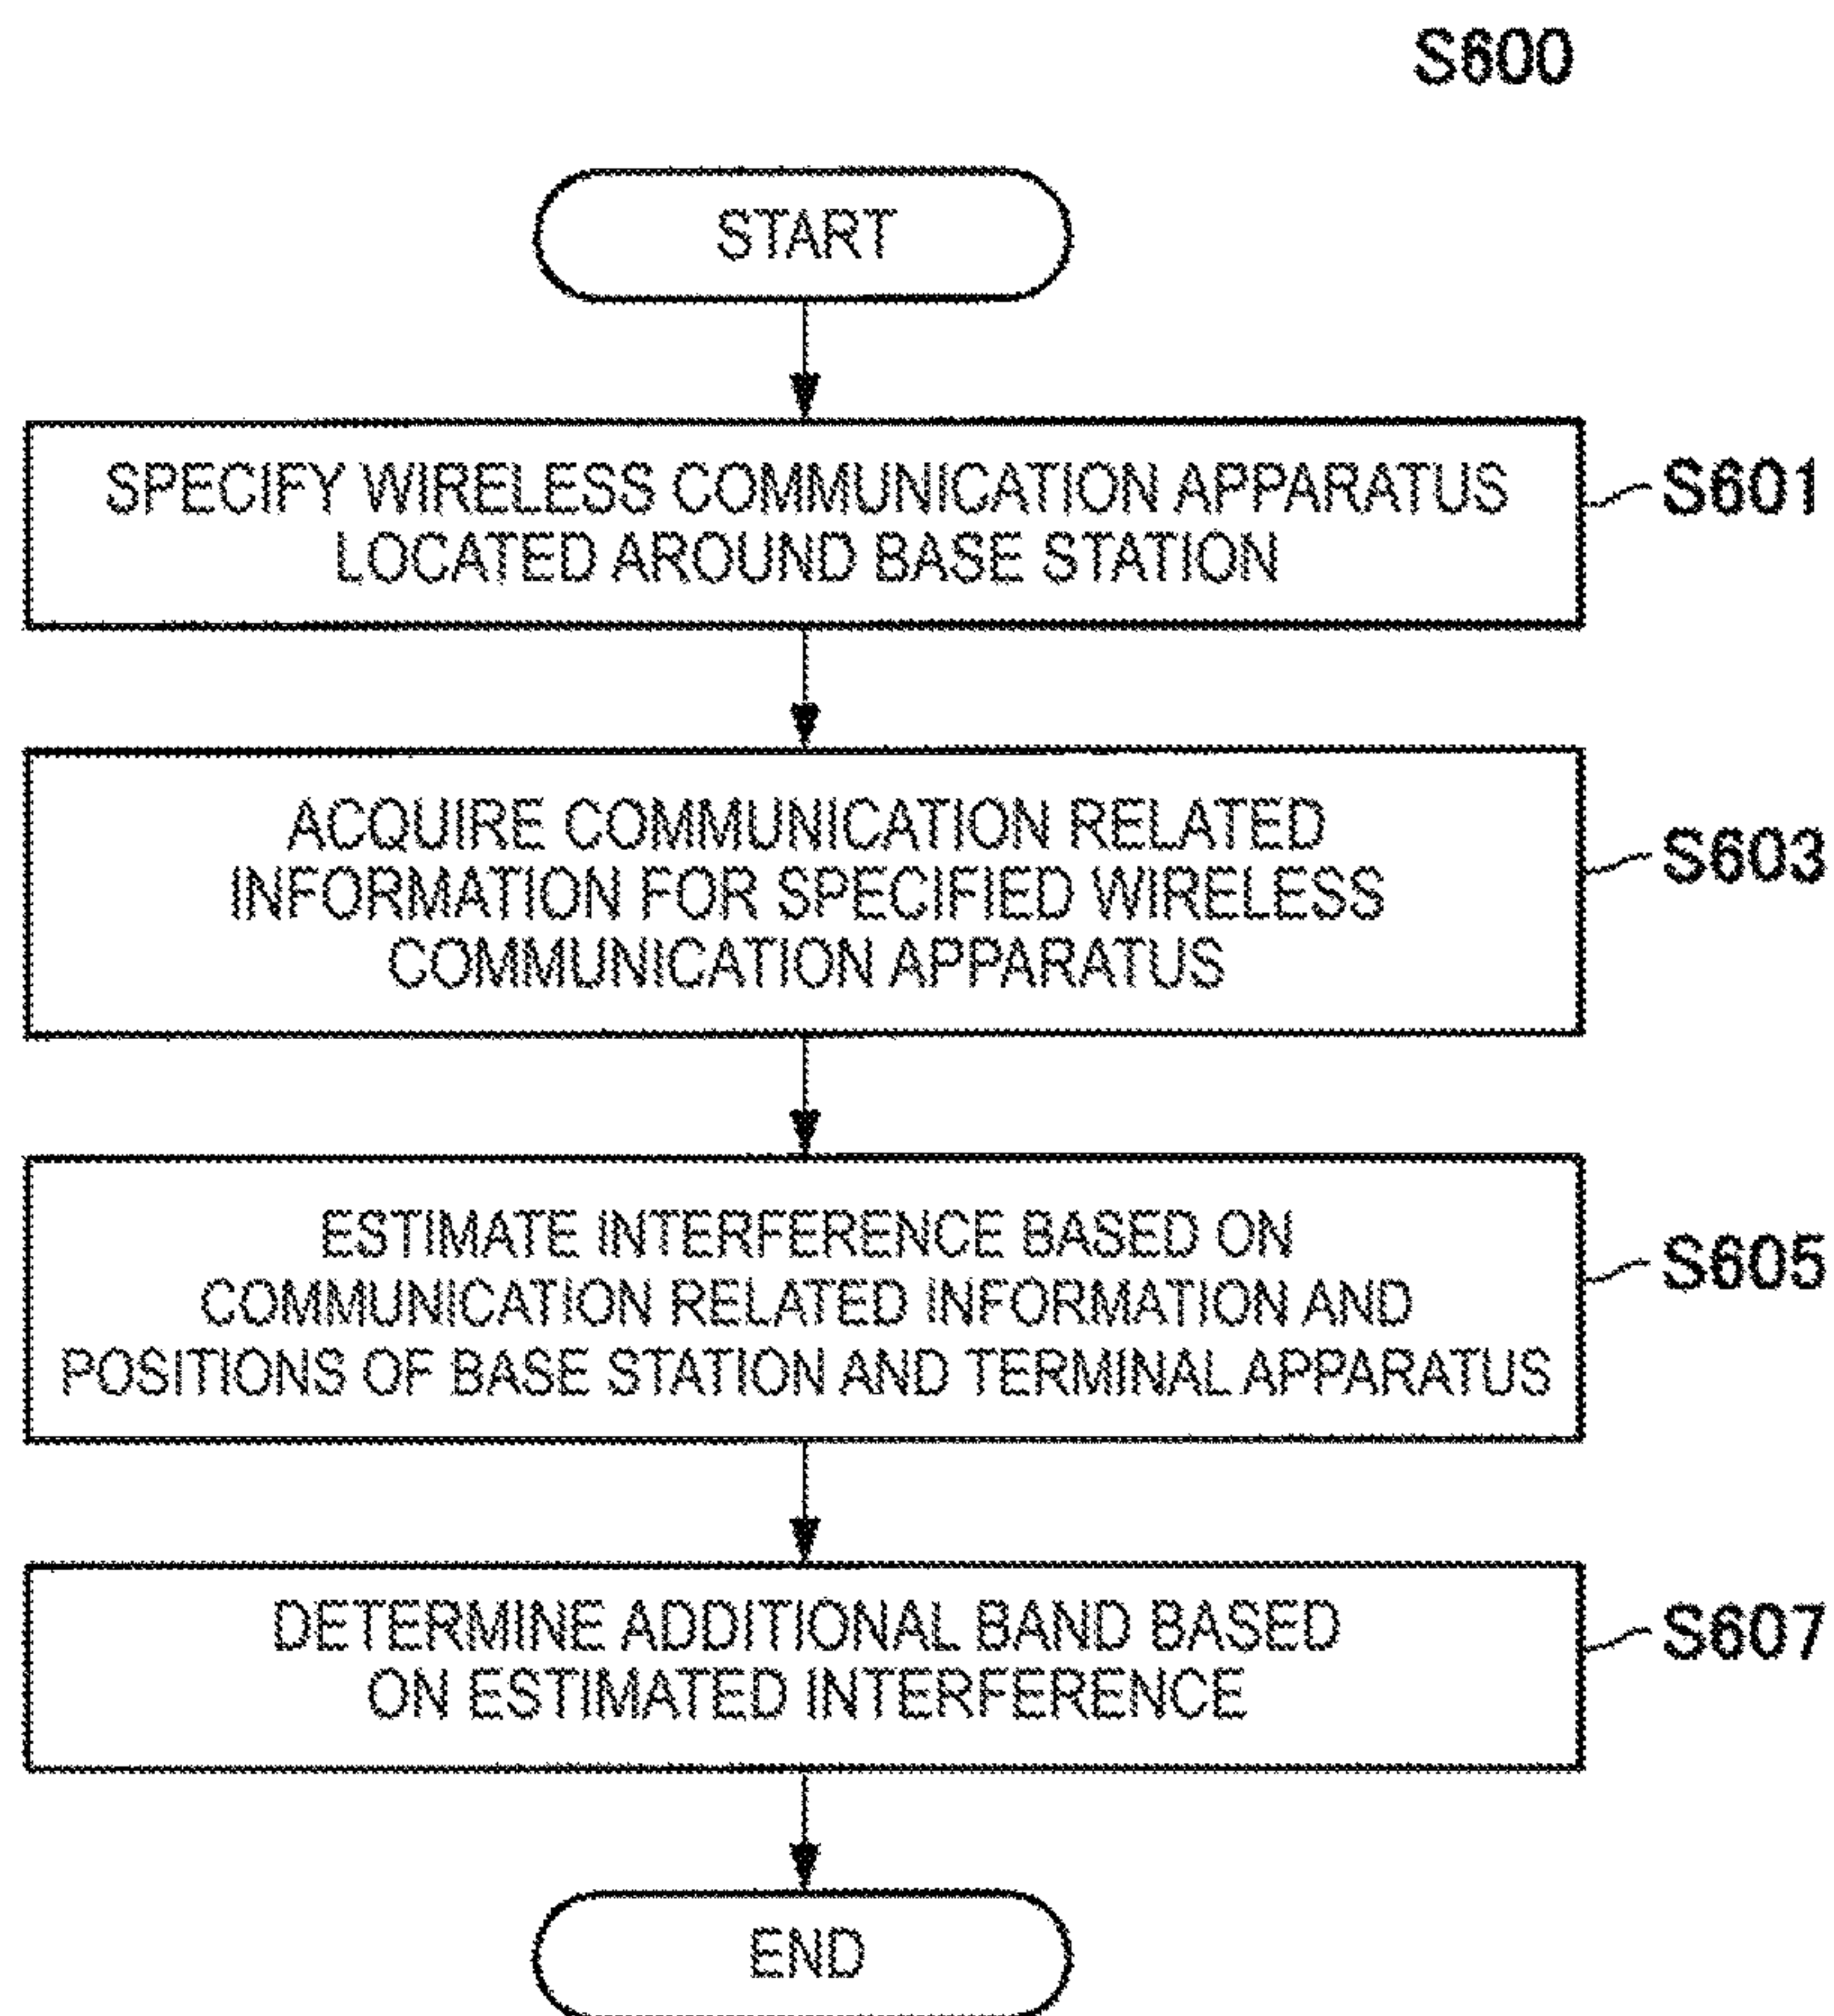 S600
START
SPECIFY WIRELESS COMMUNICATION APPARATUS
LOCATED AROUND BASE STATION
S601
ACQUIRE COMMUNICATION RELATED
INFORMATION FOR SPECIFIED WIRELESS
COMMUNICATION APPARATUS
S603
ESTIMATE INTERFERENCE BASED ON
COMMUNICATION RELATED INFORMATION AND
POSITIONS OF BASE STATION AND TERMINAL APPARATUS
S605
DETERMINE ADDITIONAL BAND BASED
ON ESTIMATED INTERFERENCE
S607
END